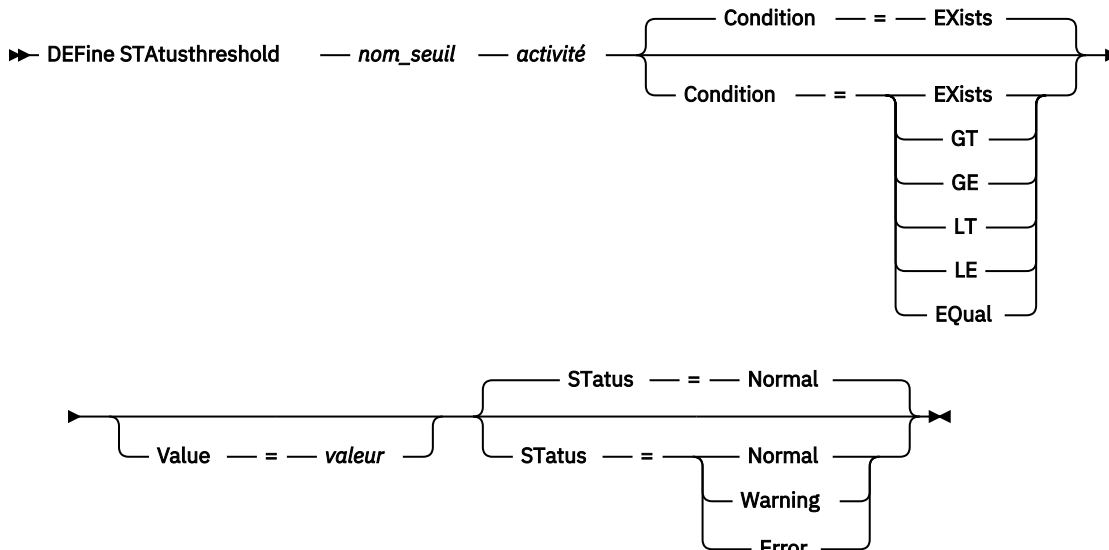 Condition = EXists
DEFine STAtusthreshold nom_seuil activité
Condition = EXists
GT
GE
LT
LE
EQual
STatus = Normal
Value = valeur STatus = Normal
Warning
Error